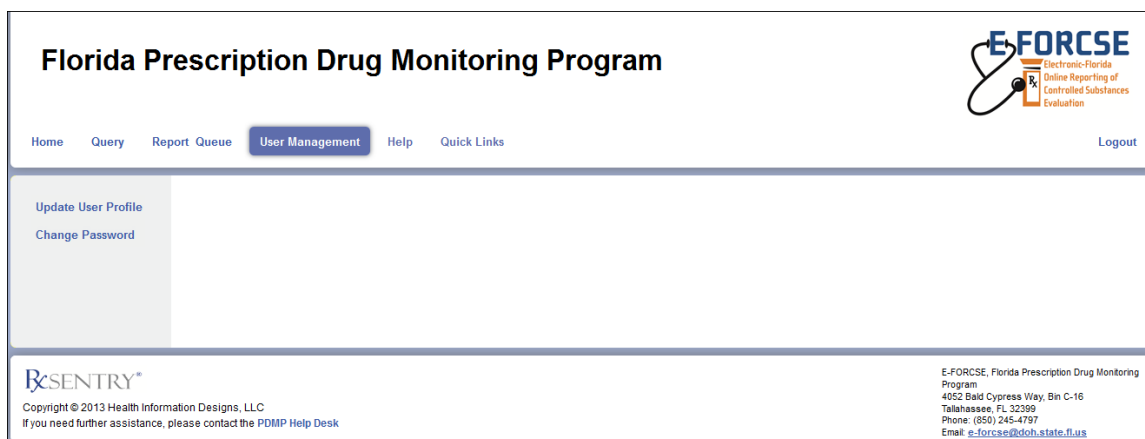 Florida Prescription Drug Monitoring Program
E-FORCSE
Electronic-Florida
Online Reporting of
Controlled Substances
Evaluation
Rx
Home Query Report Queue User Management Help Quick Links Logout
Update User Profile
Change Password
RxSENTRY®
Copyright © 2013 Health Information Designs, LLC
If you need further assistance, please contact the PDMP Help Desk
E-FORCSE, Florida Prescription Drug Monitoring
Program
4052 Bald Cypress Way, Bin C-16
Tallahassee, FL 32399
Phone: (850) 245-4797
Email: e-forcse@doh.state.fl.us